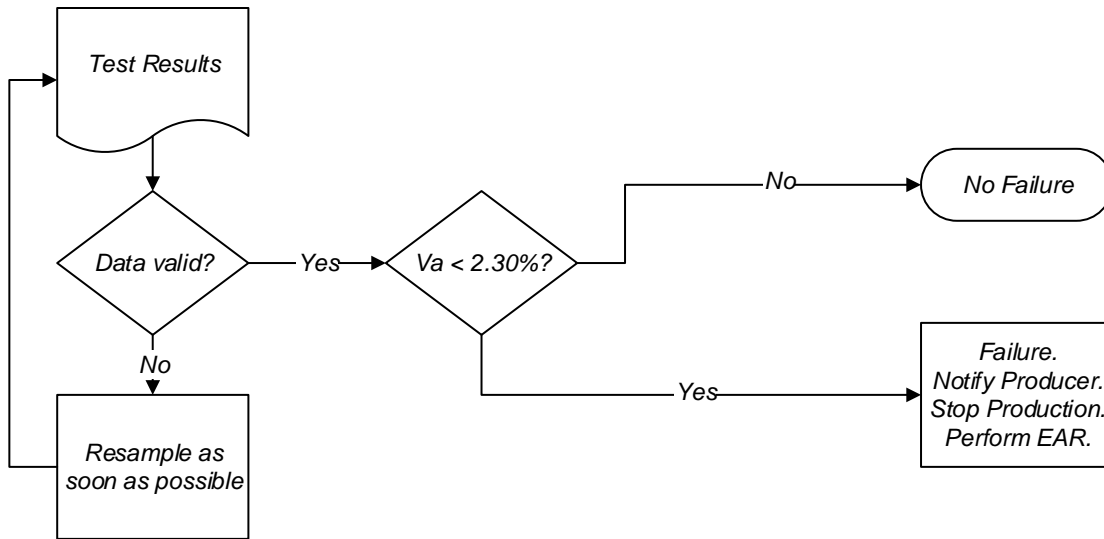 Test Results
Data valid?
Yes
Va < 2.30%?
No
No Failure
Yes
Failure.
Notify Producer.
Stop Production.
Perform EAR.
No
Resample as
soon as possible